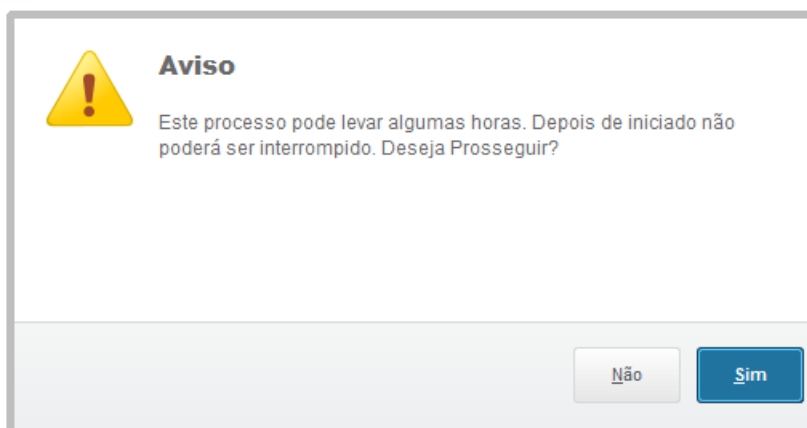 Aviso
Este processo pode levar algumas horas. Depois de iniciado não
poderá ser interrompido. Deseja Prosseguir?
Não
Sim